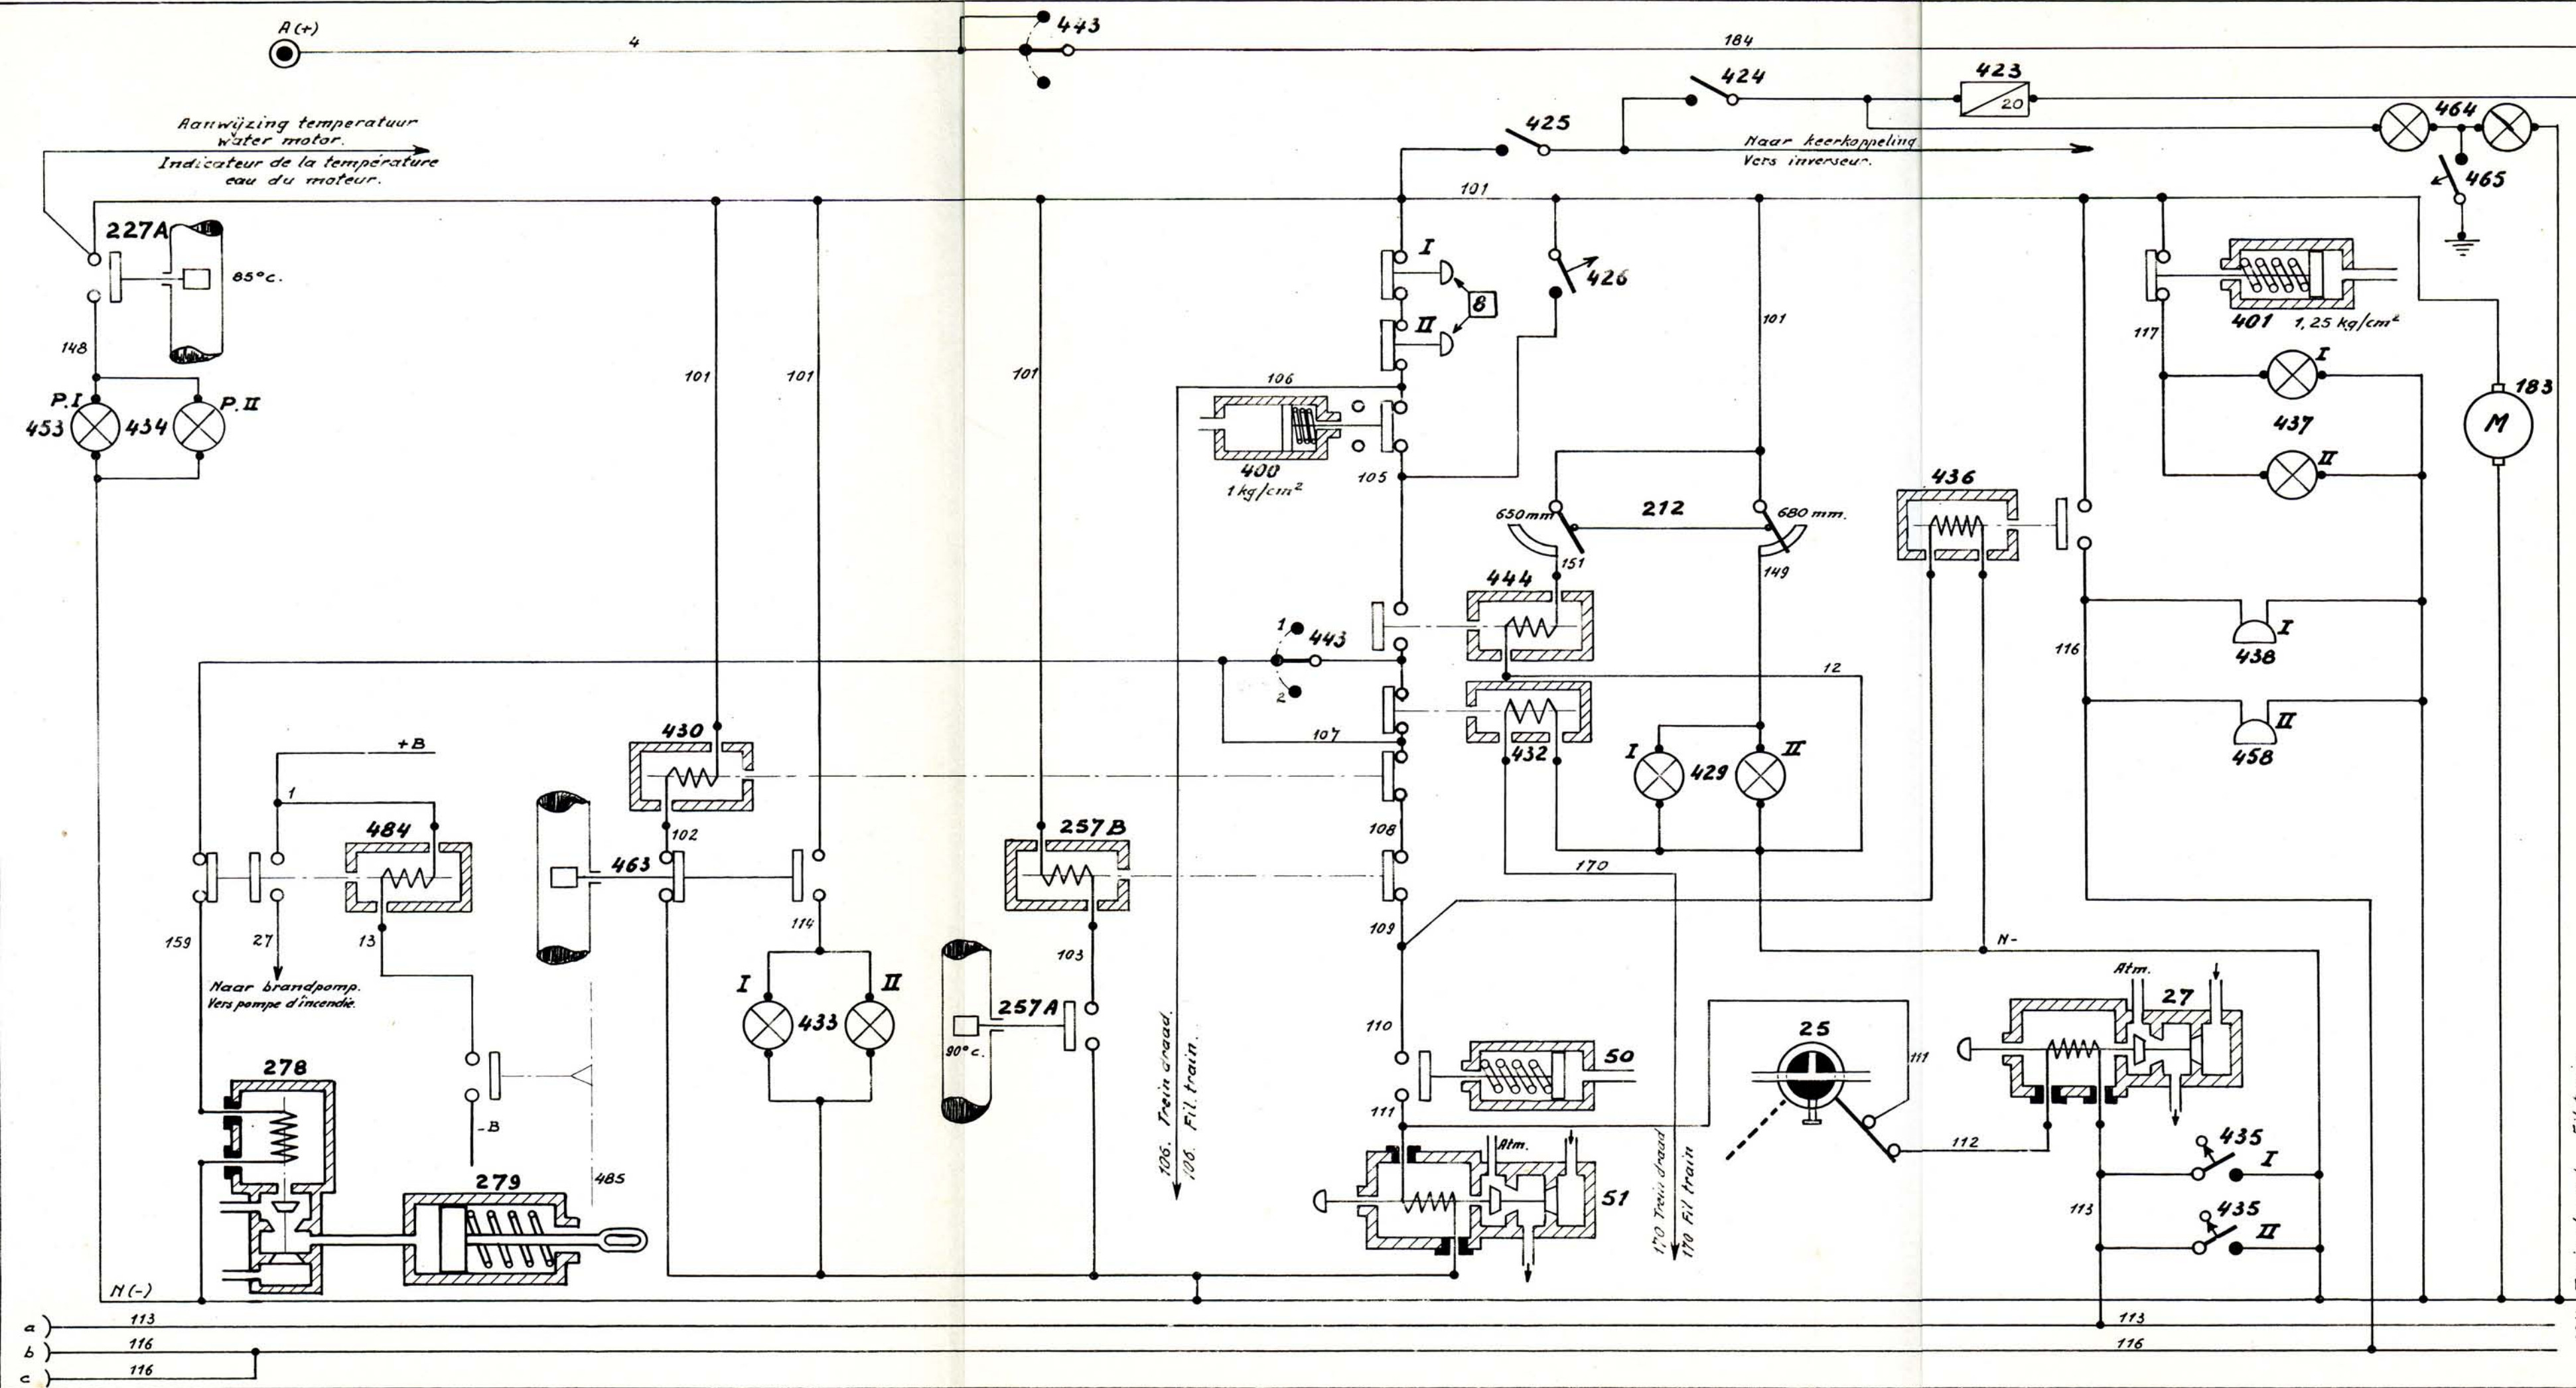 A(+)
4
443
184
424
423
20
425
464
465
Aanwijzing temperatuur
water motor.
Indicateur de la température
eau du moteur.
Naar keerkoppeling
Vers inverseur.
101
227A
85°c.
I
8
II
426
101
401
1,25 kg/cm²
117
148
101
101
101
106
I
183
M
P.I
P.II
453
434
400
1 kg/cm²
105
437
II
436
650mm
212
680 mm.
151
149
444
1
443
2
12
116
I
438
430
107
432
I
429
II
II
458
+B
1
484
102
463
257B
108
170
159
27
13
114
103
109
N-
Naar brandpomp.
Vers pompe d'incendie.
I
433
II
257A
90°c.
110
25
111
Atm.
27
278
50
-B
106. Trein draad.
106. Fil. train.
111
112
435
I
Atm.
279
485
51
170 Trein draad
170 Fil train
113
435
II
N(-)
a) 113 113
b) 116 116
c) 116